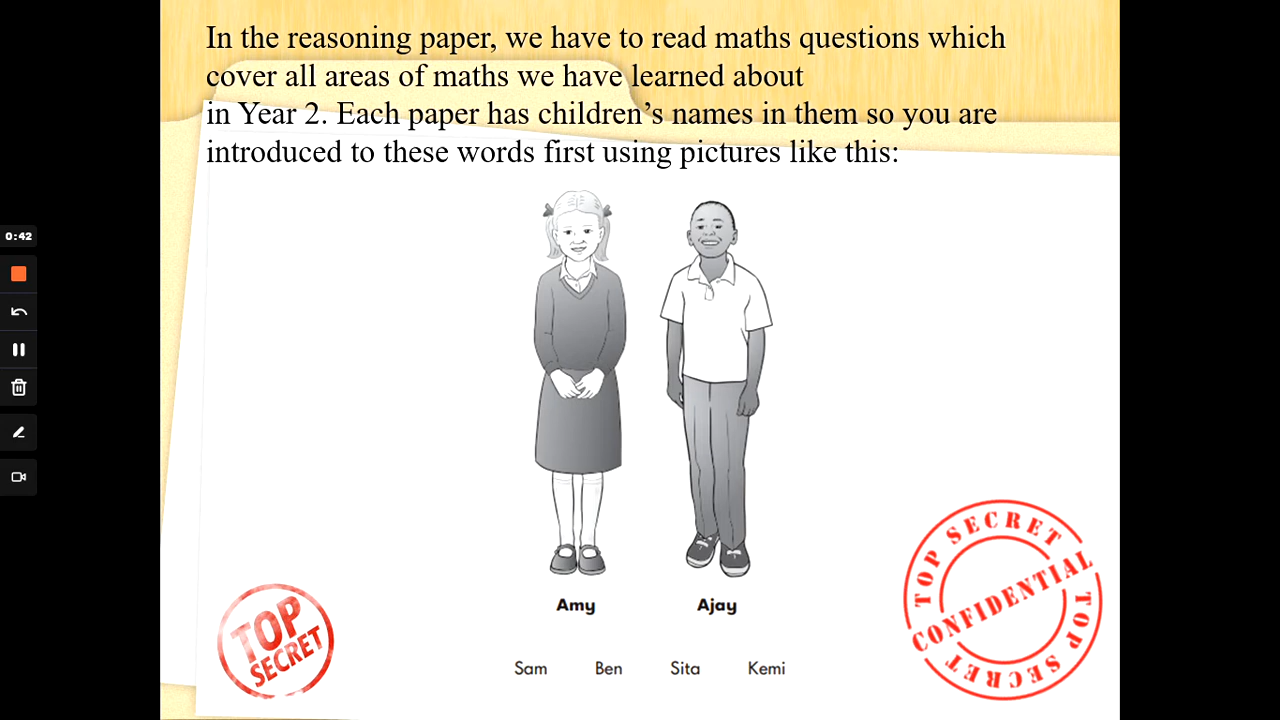 In the reasoning paper, we have to read maths questions which
cover all areas of maths we have learned about
in Year 2. Each paper has children’s names in them so you are
introduced to these words first using pictures like this:
0:42
Amy Ajay
Sam Ben Sita Kemi
TOP
SECRET
TOP SECRET
CONFIDENTIAL
TOP SECRET